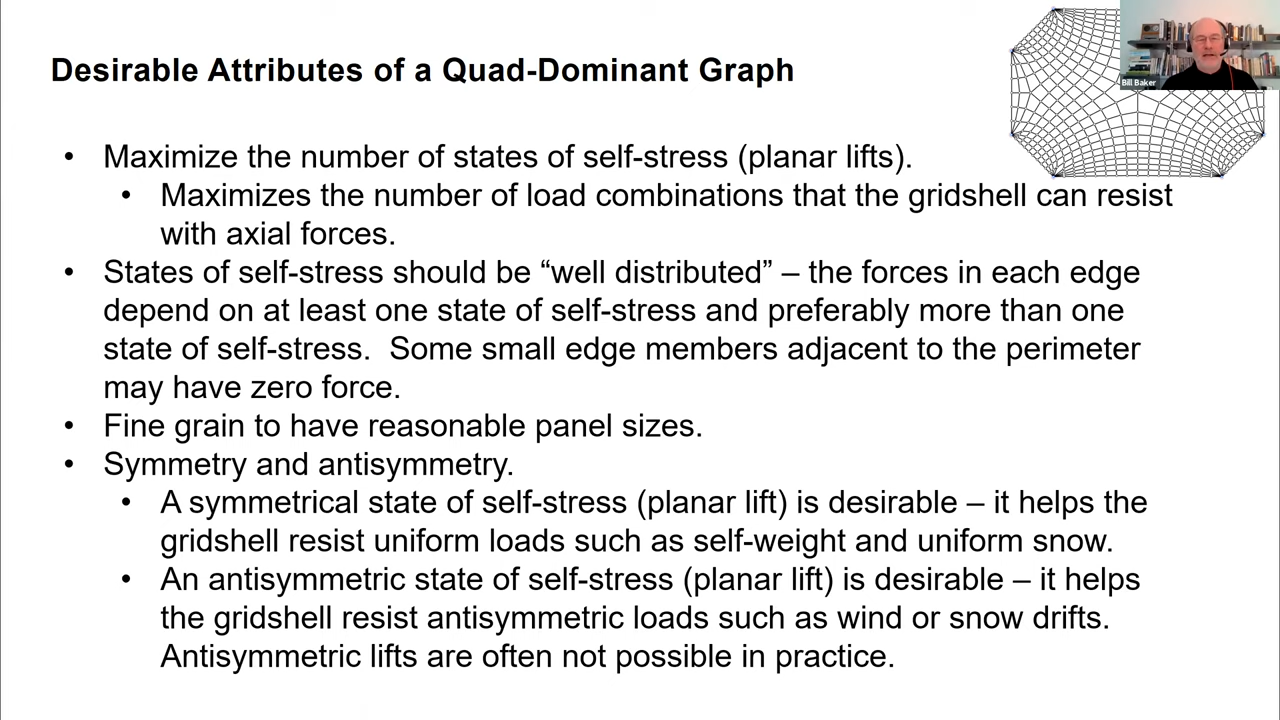 Desirable Attributes of a Quad-Dominant Graph
Bill Baker
• Maximize the number of states of self-stress (planar lifts).
• Maximizes the number of load combinations that the gridshell can resist
with axial forces.
• States of self-stress should be “well distributed” – the forces in each edge
depend on at least one state of self-stress and preferably more than one
state of self-stress.  Some small edge members adjacent to the perimeter
may have zero force.
• Fine grain to have reasonable panel sizes.
• Symmetry and antisymmetry.
• A symmetrical state of self-stress (planar lift) is desirable – it helps the
gridshell resist uniform loads such as self-weight and uniform snow.
• An antisymmetric state of self-stress (planar lift) is desirable – it helps
the gridshell resist antisymmetric loads such as wind or snow drifts.
Antisymmetric lifts are often not possible in practice.